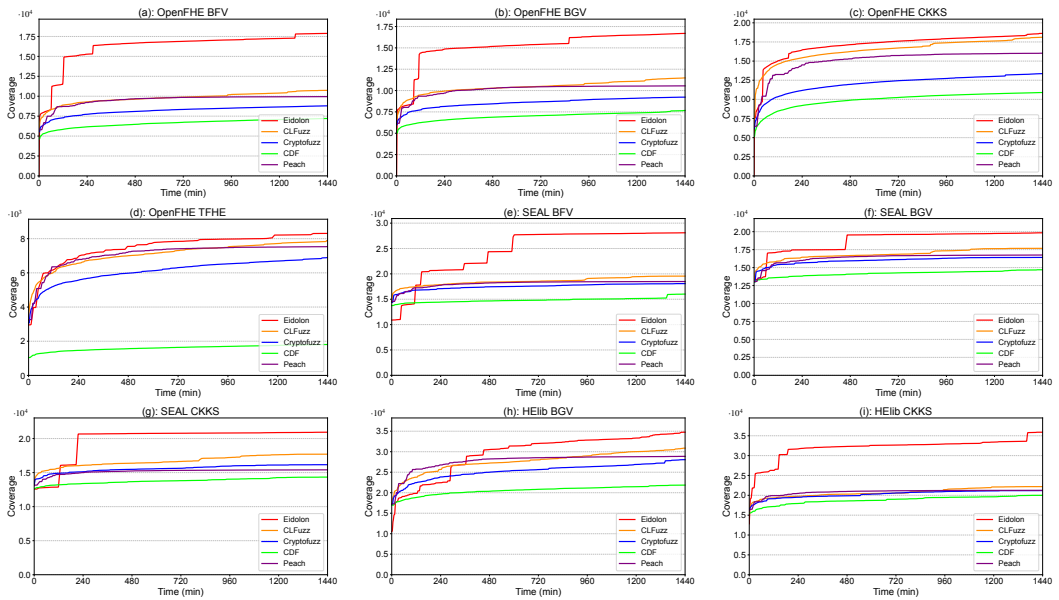 (a): OpenFHE BFV
·10⁴
Coverage
1.75
1.50
1.25
1.00
0.75
0.50
0.25
0.00
0 240 480 720 960 1200 1440
Time (min)
Eidolon
CLFuzz
Cryptofuzz
CDF
Peach
(b): OpenFHE BGV
·10⁴
Coverage
1.75
1.50
1.25
1.00
0.75
0.50
0.25
0.00
0 240 480 720 960 1200 1440
Time (min)
Eidolon
CLFuzz
Cryptofuzz
CDF
Peach
(c): OpenFHE CKKS
·10⁴
Coverage
2.00
1.75
1.50
1.25
1.00
0.75
0.50
0.25
0.00
0 240 480 720 960 1200 1440
Time (min)
Eidolon
CLFuzz
Cryptofuzz
CDF
Peach
(d): OpenFHE TFHE
·10³
Coverage
8
6
4
2
0
0 240 480 720 960 1200 1440
Time (min)
Eidolon
CLFuzz
Cryptofuzz
CDF
Peach
(e): SEAL BFV
·10⁴
Coverage
3.0
2.5
2.0
1.5
1.0
0.5
0.0
0 240 480 720 960 1200 1440
Time (min)
Eidolon
CLFuzz
Cryptofuzz
CDF
Peach
(f): SEAL BGV
·10⁴
Coverage
2.00
1.75
1.50
1.25
1.00
0.75
0.50
0.25
0.00
0 240 480 720 960 1200 1440
Time (min)
Eidolon
CLFuzz
Cryptofuzz
CDF
Peach
(g): SEAL CKKS
·10⁴
Coverage
2.0
1.5
1.0
0.5
0.0
0 240 480 720 960 1200 1440
Time (min)
Eidolon
CLFuzz
Cryptofuzz
CDF
Peach
(h): HElib BGV
·10⁴
Coverage
3.5
3.0
2.5
2.0
1.5
1.0
0.5
0.0
0 240 480 720 960 1200 1440
Time (min)
Eidolon
CLFuzz
Cryptofuzz
CDF
Peach
(i): HElib CKKS
·10⁴
Coverage
3.5
3.0
2.5
2.0
1.5
1.0
0.5
0.0
0 240 480 720 960 1200 1440
Time (min)
Eidolon
CLFuzz
Cryptofuzz
CDF
Peach